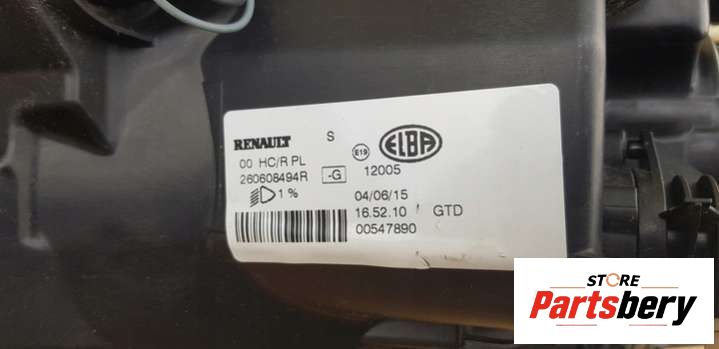 RENAULT S E19 ELBA
00 HC/R PL 12005
260608494R -G
1 % 04/06/15
16.52.10 GTD
00547890
STORE
Partsbery